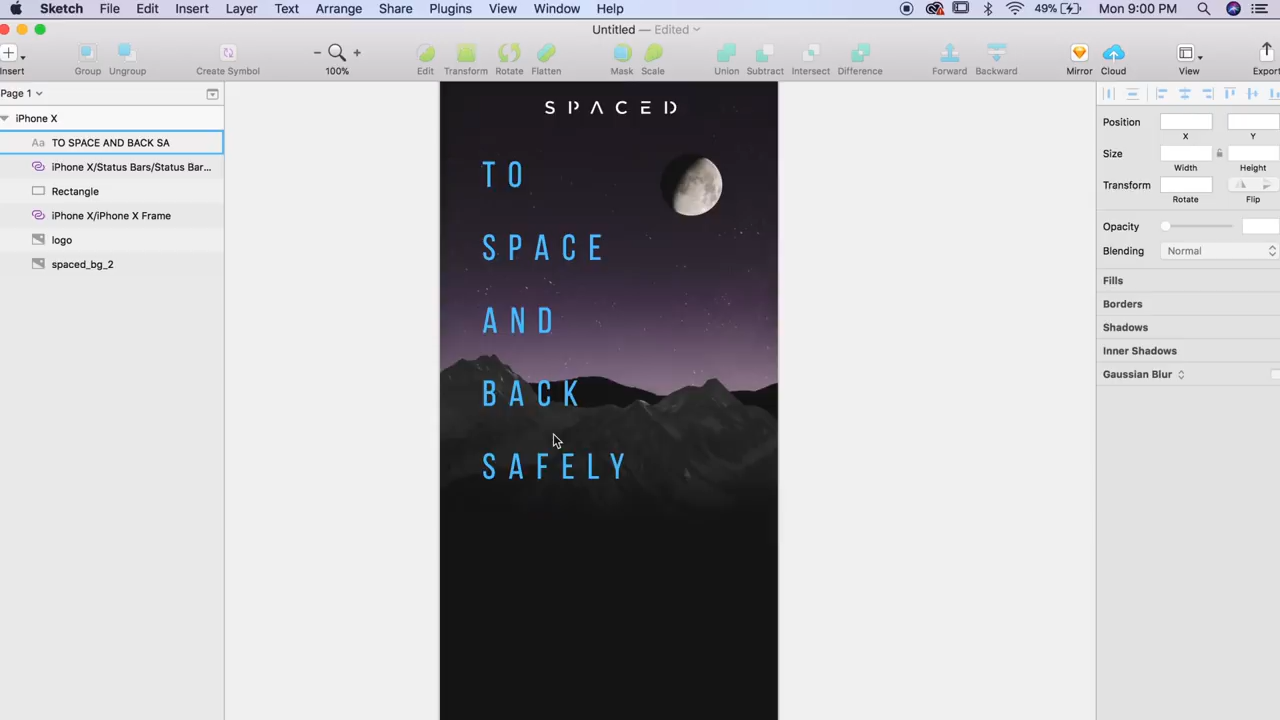 Sketch File Edit Insert Layer Text Arrange Share Plugins View Window Help 49% Mon 9:00 PM
Untitled — Edited
Insert Group Ungroup Create Symbol 100% Edit Transform Rotate Flatten Mask Scale Union Subtract Intersect Difference Forward Backward Mirror Cloud View Export
Page 1
iPhone X
Aa TO SPACE AND BACK SA
iPhone X/Status Bars/Status Bar...
Rectangle
iPhone X/iPhone X Frame
logo
spaced_bg_2
SPACED
TO
SPACE
AND
BACK
SAFELY
Position
X Y
Size
Width Height
Transform
Rotate Flip
Opacity
Blending Normal
Fills
Borders
Shadows
Inner Shadows
Gaussian Blur